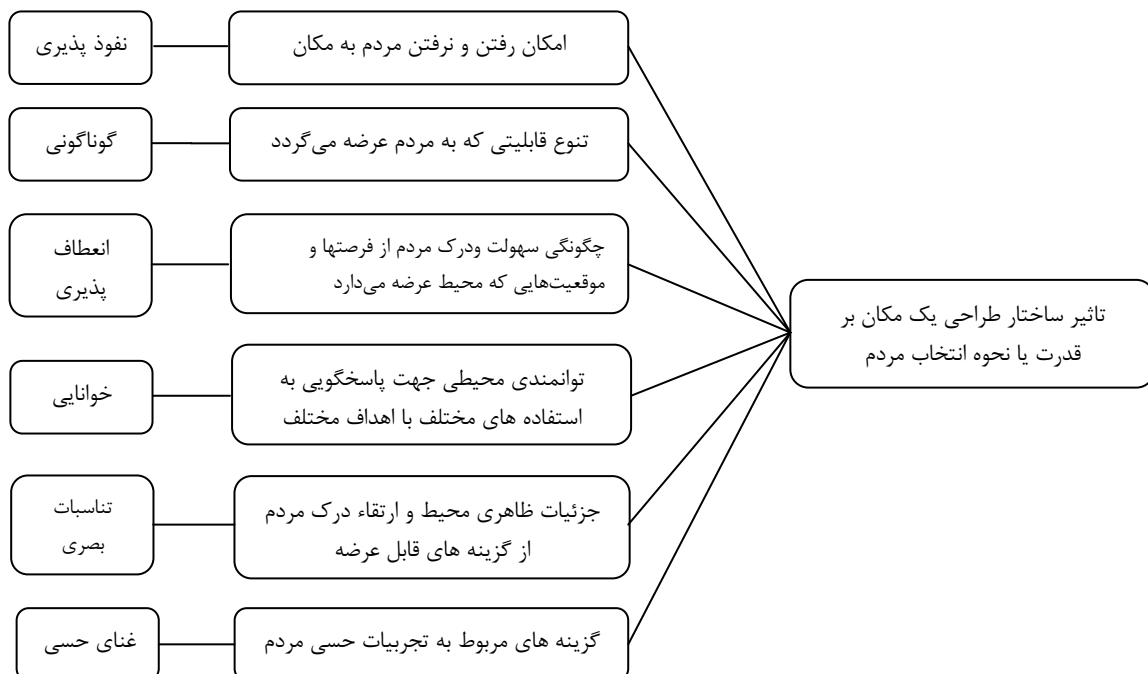 تاثیر ساختار طراحی یک مکان بر
قدرت یا نحوه انتخاب مردم
امکان رفتن و نرفتن مردم به مکان
نفوذ پذیری
تنوع قابلیتی که به مردم عرضه می‌گردد
گوناگونی
چگونگی سهولت ودرک مردم از فرصتها و
موقعیت‌هایی که محیط عرضه می‌دارد
انعطاف
پذیری
توانمندی محیطی جهت پاسخگویی به
استفاده های مختلف با اهداف مختلف
خوانایی
جزئیات ظاهری محیط و ارتقاء درک مردم
از گزینه های قابل عرضه
تناسبات
بصری
گزینه های مربوط به تجربیات حسی مردم
غنای حسی